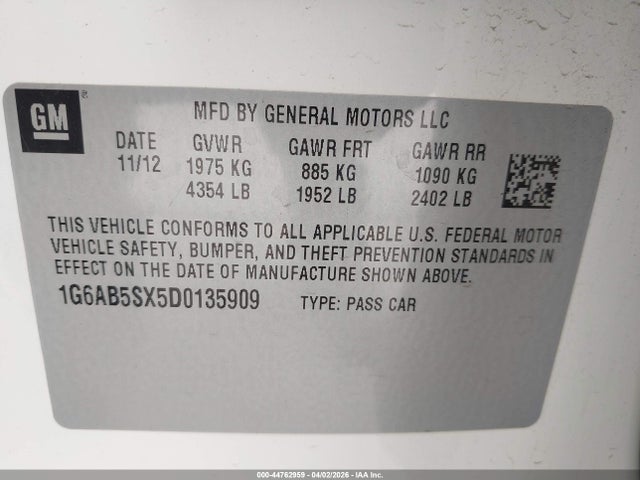 GM
®
MFD BY GENERAL MOTORS LLC
DATE GVWR GAWR FRT GAWR RR
11/12 1975 KG 885 KG 1090 KG
4354 LB 1952 LB 2402 LB
THIS VEHICLE CONFORMS TO ALL APPLICABLE U.S. FEDERAL MOTOR
VEHICLE SAFETY, BUMPER, AND THEFT PREVENTION STANDARDS IN
EFFECT ON THE DATE OF MANUFACTURE SHOWN ABOVE.
1G6AB5SX5D0135909 TYPE: PASS CAR
000-44762959 - 04/02/2026 - IAAI.COM